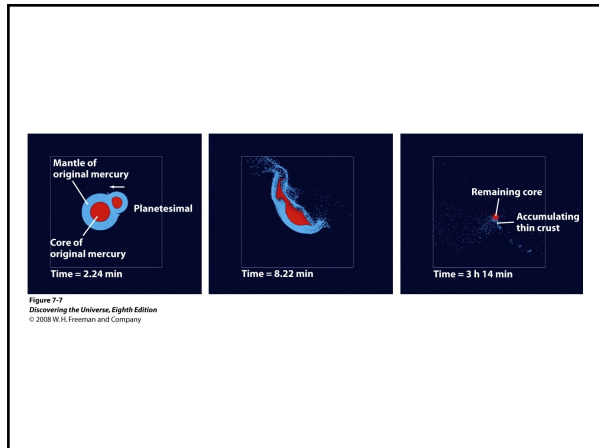 Mantle of
original mercury
Planetesimal
Core of
original mercury
Time = 2.24 min
Time = 8.22 min
Remaining core
Accumulating
thin crust
Time = 3 h 14 min
Figure 7-7
Discovering the Universe, Eighth Edition
© 2008 W. H. Freeman and Company